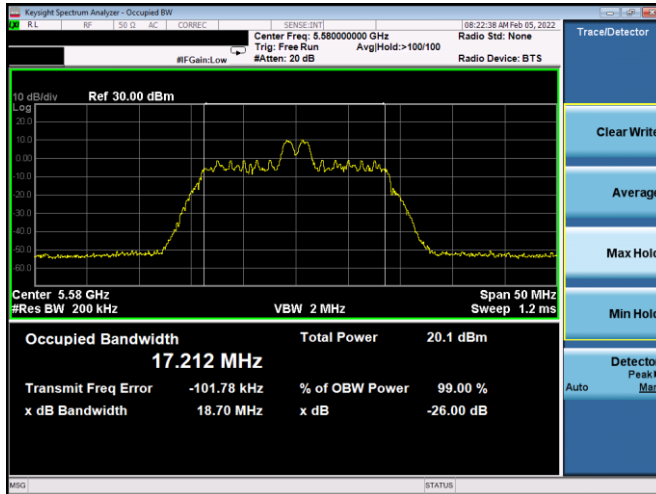 Keysight Spectrum Analyzer - Occupied BW
RL RF 50 Ω AC CORREC SENSE:INT 08:22:38 AM Feb 05, 2022
Center Freq: 5.580000000 GHz Radio Std: None
Trig: Free Run Avg|Hold:>100/100
#IFGain:Low #Atten: 20 dB Radio Device: BTS
10 dB/div Ref 30.00 dBm
Log
20.0
10.0
0.00
-10.0
-20.0
-30.0
-40.0
-50.0
-60.0
Center 5.58 GHz Span 50 MHz
#Res BW 200 kHz VBW 2 MHz Sweep 1.2 ms
Occupied Bandwidth Total Power 20.1 dBm
17.212 MHz
Transmit Freq Error -101.78 kHz % of OBW Power 99.00 %
x dB Bandwidth 18.70 MHz x dB -26.00 dB
MSG STATUS
Trace/Detector
Clear Write
Average
Max Hold
Min Hold
Detector
Peak
Auto Man